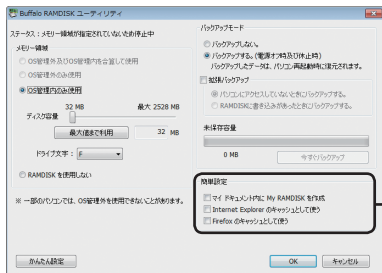 Buffalo RAMDISK ユーティリティ
ステータス：メモリー領域が指定されていないため停止中
メモリー領域
OS管理外及びOS管理内を合算して使用
OS管理外のみ使用
OS管理内のみ使用
32 MB
最大 2528 MB
ディスク容量
最大値まで利用
32 MB
ドライブ文字： F
RAMDISK を使用しない
※ 一部のパソコンでは、OS管理外を使用できないことがあります。
かんたん設定
バックアップモード
バックアップしない。
バックアップする。(電源オフ時及び休止時)
バックアップしたデータは、パソコン再起動時に復元されます。
拡張バックアップ
パソコンにアクセスしていないときにバックアップする。
RAMDISKに書き込みがあったときにバックアップする。
未保存容量
0 MB
今すぐバックアップ
簡単設定
マイ ドキュメント内に My RAMDISK を作成
Internet Explorer のキャッシュとして使う
Firefox のキャッシュとして使う
OK
キャンセル